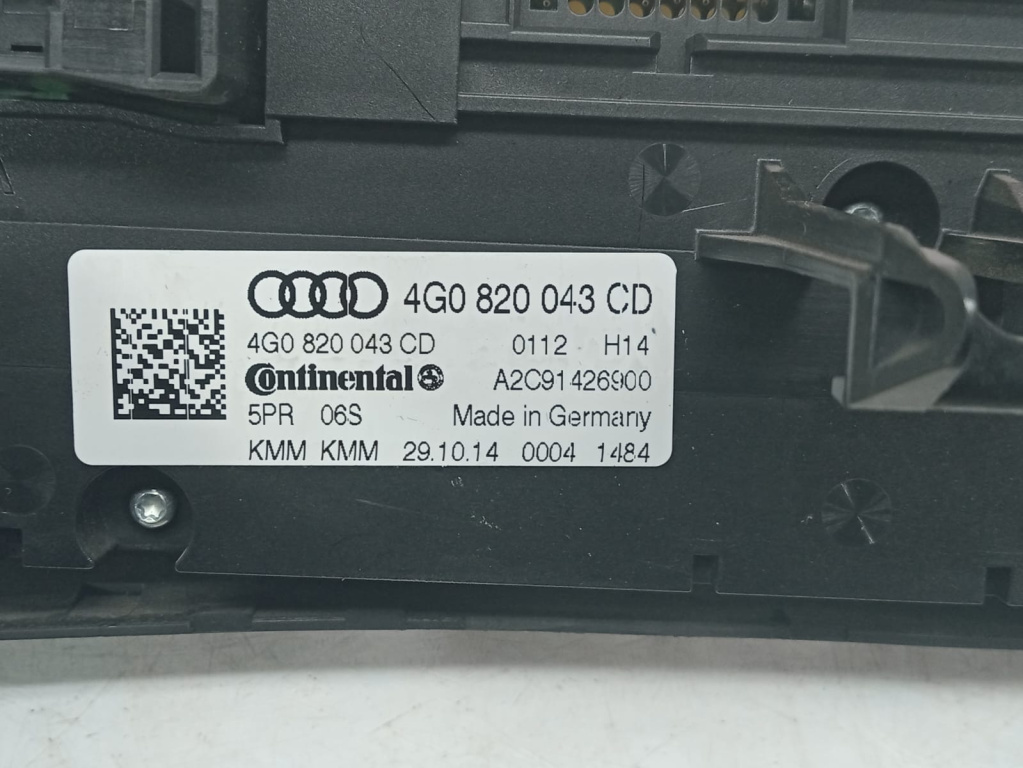 4G0 820 043 CD
4G0 820 043 CD 0112 H14
Continental A2C91426900
5PR 06S Made in Germany
KMM KMM 29.10.14 0004 1484